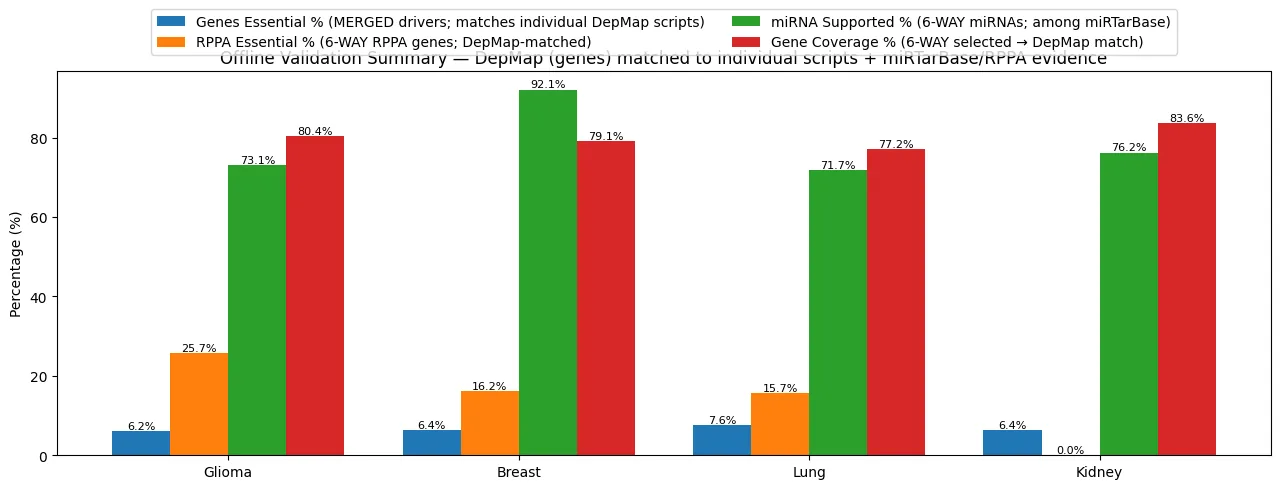 Genes Essential % (MERGED drivers; matches individual DepMap scripts)
RPPA Essential % (6-WAY RPPA genes; DepMap-matched)
miRNA Supported % (6-WAY miRNAs; among miRTarBase)
Gene Coverage % (6-WAY selected → DepMap match)
Offline Validation Summary — DepMap (genes) matched to individual scripts + miRTarBase/RPPA evidence
Percentage (%)
80
60
40
20
0
6.2%
25.7%
73.1%
80.4%
6.4%
16.2%
92.1%
79.1%
7.6%
15.7%
71.7%
77.2%
6.4%
0.0%
76.2%
83.6%
Glioma
Breast
Lung
Kidney